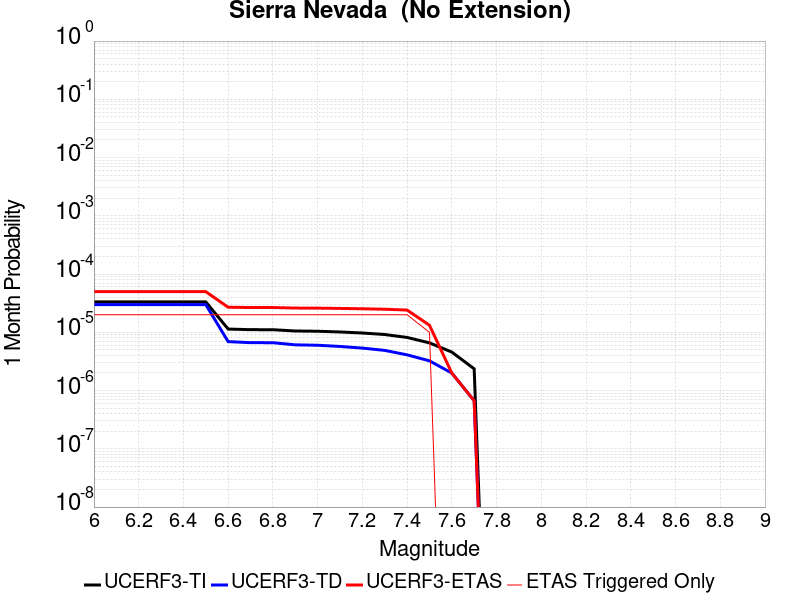 Sierra Nevada  (No Extension)
10^0
10^-1
10^-2
10^-3
10^-4
10^-5
10^-6
10^-7
10^-8
1 Month Probability
6 6.2 6.4 6.6 6.8 7 7.2 7.4 7.6 7.8 8 8.2 8.4 8.6 8.8 9
Magnitude
UCERF3-TI UCERF3-TD UCERF3-ETAS ETAS Triggered Only